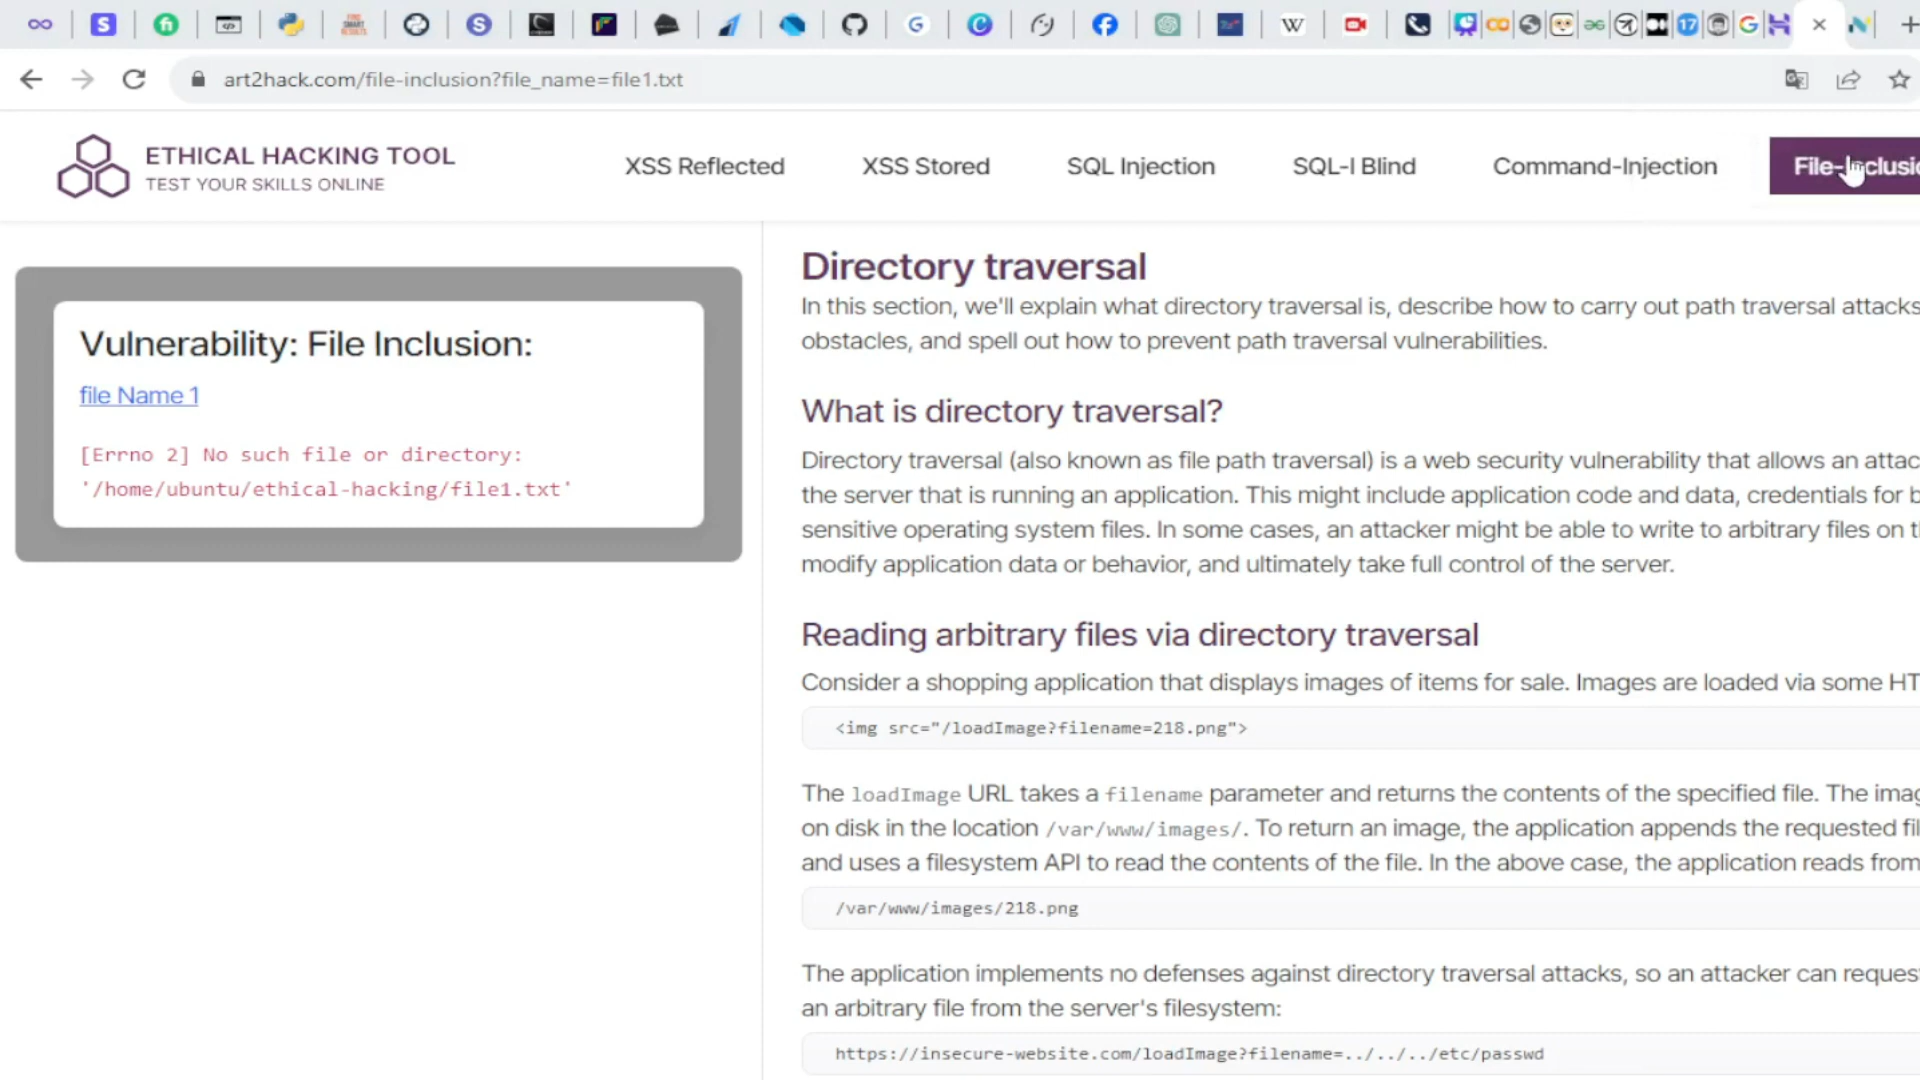 art2hack.com/file-inclusion?file_name=file1.txt
ETHICAL HACKING TOOL
TEST YOUR SKILLS ONLINE
XSS Reflected
XSS Stored
SQL Injection
SQL-I Blind
Command-Injection
Vulnerability: File Inclusion:
file Name 1
[Errno 2] No such file or directory:
'/home/ubuntu/ethical-hacking/file1.txt'
Directory traversal
In this section, we'll explain what directory traversal is, describe how to carry out path traversal attacks
obstacles, and spell out how to prevent path traversal vulnerabilities.
What is directory traversal?
Directory traversal (also known as file path traversal) is a web security vulnerability that allows an attac
the server that is running an application. This might include application code and data, credentials for b
sensitive operating system files. In some cases, an attacker might be able to write to arbitrary files on t
modify application data or behavior, and ultimately take full control of the server.
Reading arbitrary files via directory traversal
Consider a shopping application that displays images of items for sale. Images are loaded via some HT
<img src="/loadImage?filename=218.png">
The loadImage URL takes a filename parameter and returns the contents of the specified file. The imag
on disk in the location /var/www/images/. To return an image, the application appends the requested fil
and uses a filesystem API to read the contents of the file. In the above case, the application reads from
/var/www/images/218.png
The application implements no defenses against directory traversal attacks, so an attacker can reques
an arbitrary file from the server's filesystem:
https://insecure-website.com/loadImage?filename=../../../etc/passwd